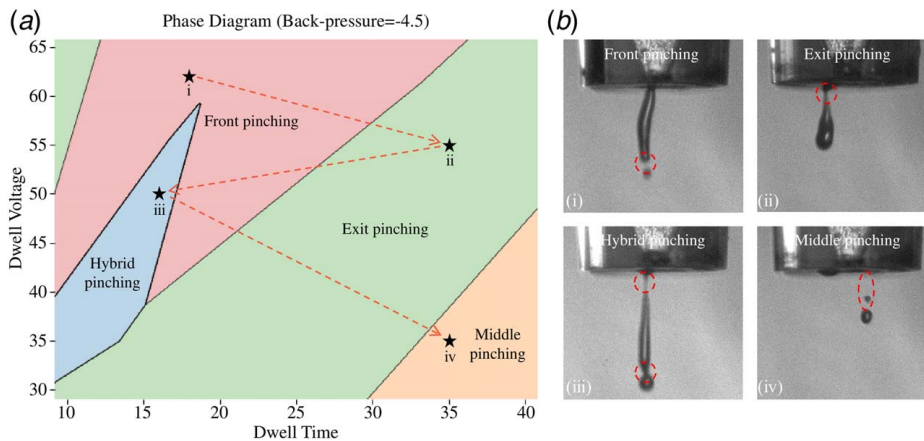 (a)
Phase Diagram (Back-pressure=-4.5)
Dwell Voltage
65
60
55
50
45
40
35
30
i
Front pinching
ii
iii
Exit pinching
Hybrid
pinching
Middle
pinching
iv
10
15
20
25
30
35
40
Dwell Time
(b)
Front pinching
(i)
Exit pinching
(ii)
Hybrid pinching
(iii)
Middle pinching
(iv)